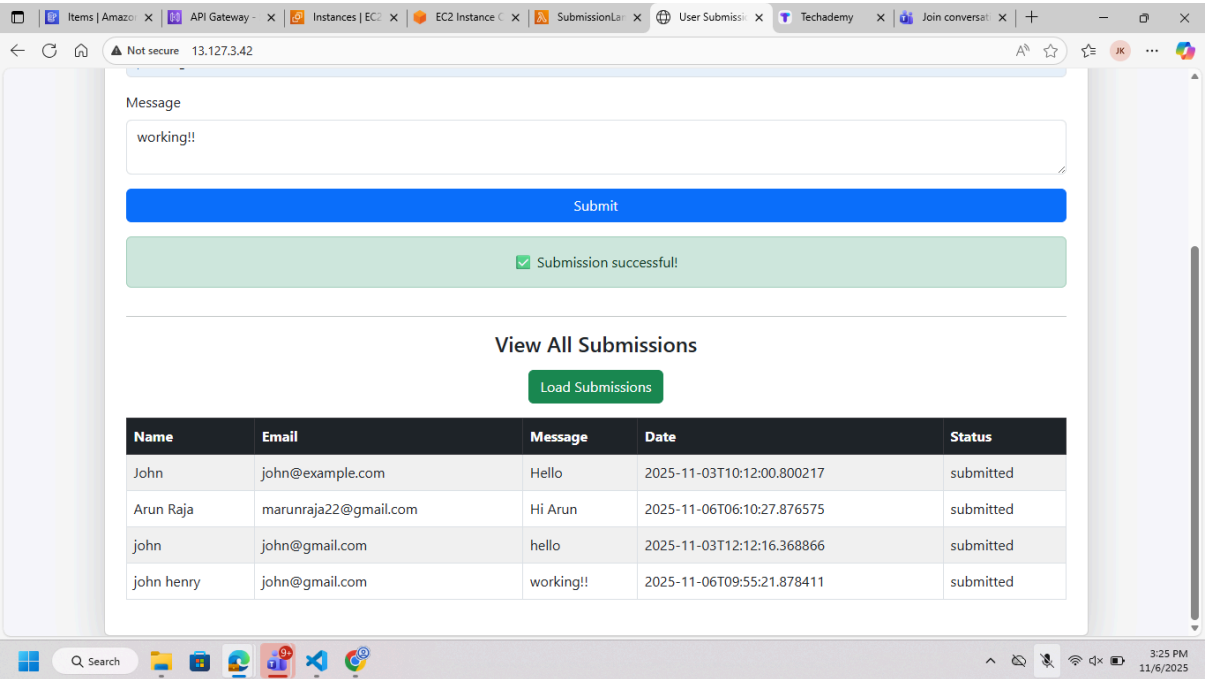 Items | Amazo
API Gateway -
Instances | EC2
EC2 Instance C
SubmissionLam
User Submissio
Techademy
Join conversati
Not secure 13.127.3.42
JK
Message
working!!
Submit
✅ Submission successful!
View All Submissions
Load Submissions
Name Email Message Date Status
John john@example.com Hello 2025-11-03T10:12:00.800217 submitted
Arun Raja marunraja22@gmail.com Hi Arun 2025-11-06T06:10:27.876575 submitted
john john@gmail.com hello 2025-11-03T12:12:16.368866 submitted
john henry john@gmail.com working!! 2025-11-06T09:55:21.878411 submitted
Search
9+
3:25 PM
11/6/2025